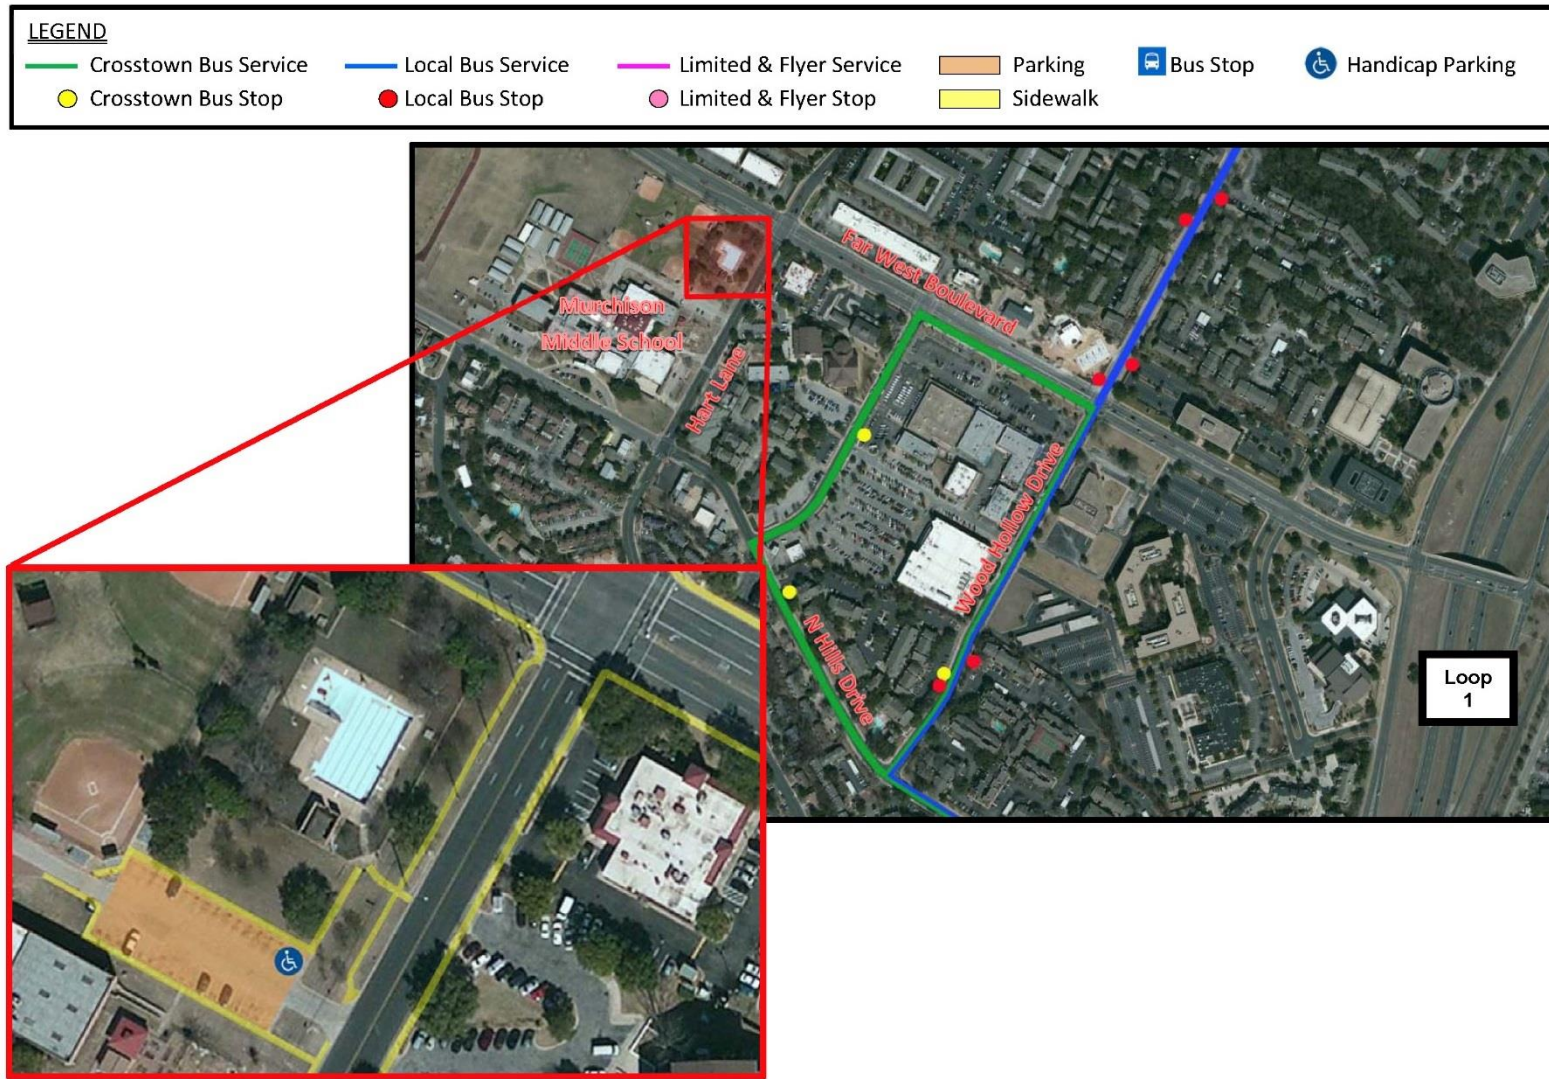 LEGEND
Crosstown Bus Service
Local Bus Service
Limited & Flyer Service
Parking
Bus Stop
Handicap Parking
Crosstown Bus Stop
Local Bus Stop
Limited & Flyer Stop
Sidewalk
Far West Boulevard
Murchison
Middle School
Hart Lane
Wood Hollow Drive
N Hills Drive
Loop
1